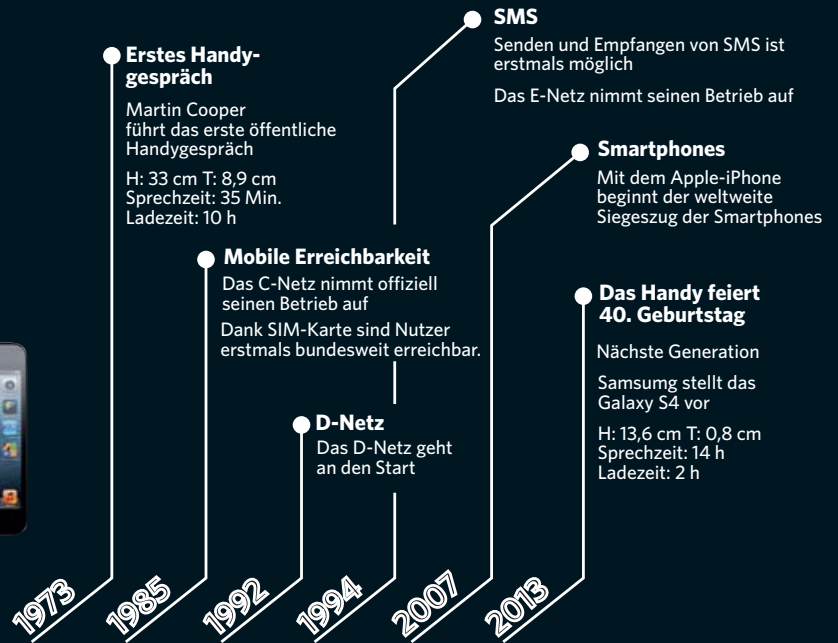 Erstes Handy-
gespräch
Martin Cooper
führt das erste öffentliche
Handygespräch
H: 33 cm T: 8,9 cm
Sprechzeit: 35 Min.
Ladezeit: 10 h
Mobile Erreichbarkeit
Das C-Netz nimmt offiziell
seinen Betrieb auf
Dank SIM-Karte sind Nutzer
erstmals bundesweit erreichbar.
D-Netz
Das D-Netz geht
an den Start
SMS
Senden und Empfangen von SMS ist
erstmals möglich
Das E-Netz nimmt seinen Betrieb auf
Smartphones
Mit dem Apple-iPhone
beginnt der weltweite
Siegeszug der Smartphones
Das Handy feiert
40. Geburtstag
Nächste Generation
Samsumg stellt das
Galaxy S4 vor
H: 13,6 cm T: 0,8 cm
Sprechzeit: 14 h
Ladezeit: 2 h
1973
1985
1992
1994
2007
2013